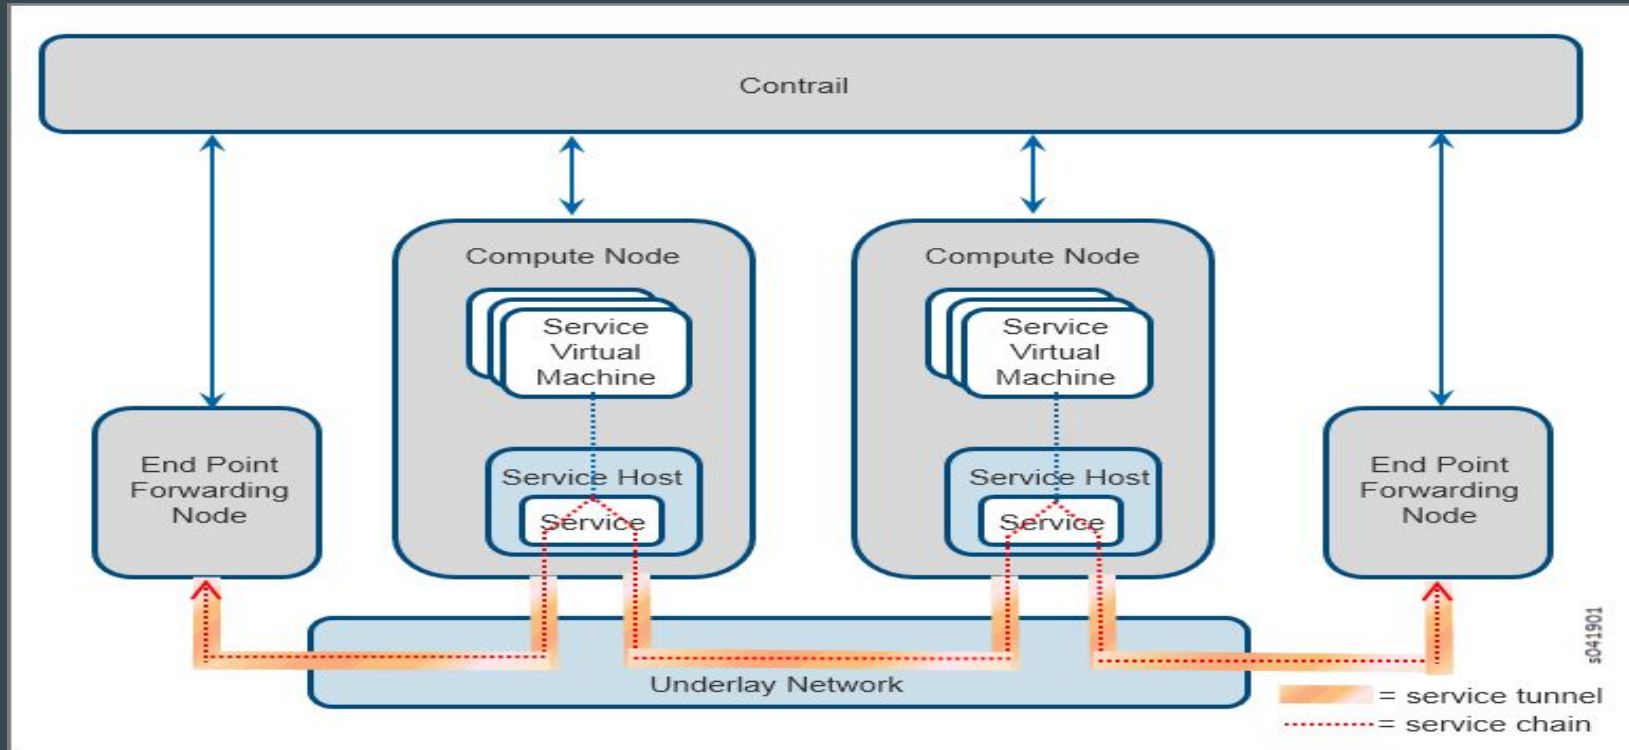 Contrail
Compute Node
Compute Node
Service
Virtual
Machine
Service
Virtual
Machine
End Point
Forwarding
Node
Service Host
Service
Service Host
Service
End Point
Forwarding
Node
Underlay Network
s041901
= service tunnel
= service chain